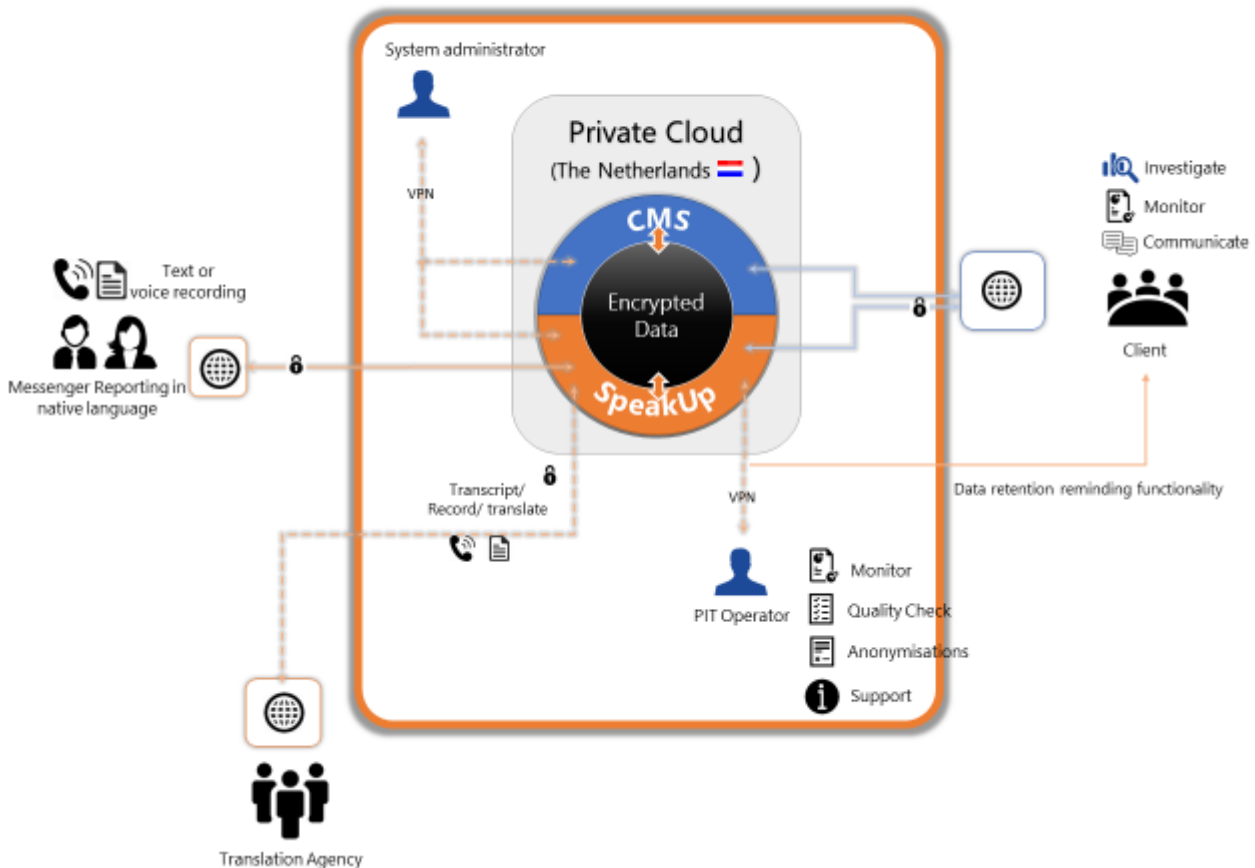 System administrator
Private Cloud
(The Netherlands )
VPN
CMS
Encrypted
Data
SpeakUp
Text or
voice recording
Messenger Reporting in
native language
Investigate
Monitor
Communicate
Client
Transcript/
Record/ translate
VPN
Data retention reminding functionality
PIT Operator
Monitor
Quality Check
Anonymisations
Support
Translation Agency